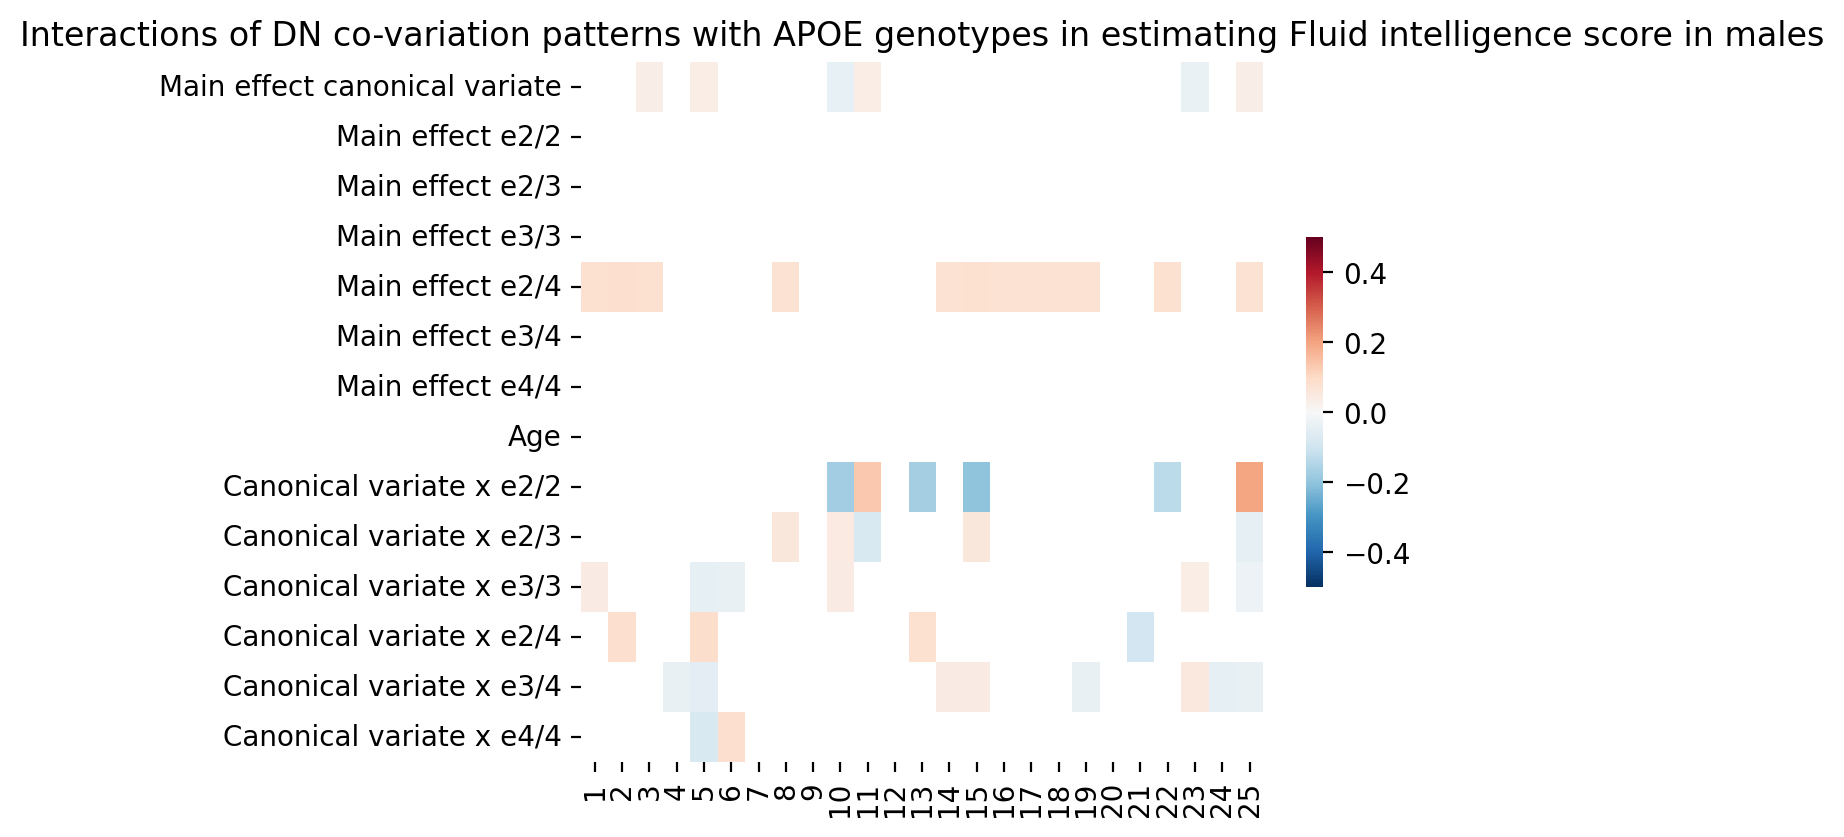 Interactions of DN co-variation patterns with APOE genotypes in estimating Fluid intelligence score in males
Main effect canonical variate
Main effect e2/2
Main effect e2/3
Main effect e3/3
Main effect e2/4
Main effect e3/4
Main effect e4/4
Age
Canonical variate x e2/2
Canonical variate x e2/3
Canonical variate x e3/3
Canonical variate x e2/4
Canonical variate x e3/4
Canonical variate x e4/4
1 2 3 4 5 6 7 8 9 10 11 12 13 14 15 16 17 18 19 20 21 22 23 24 25
0.4
0.2
0.0
−0.2
−0.4